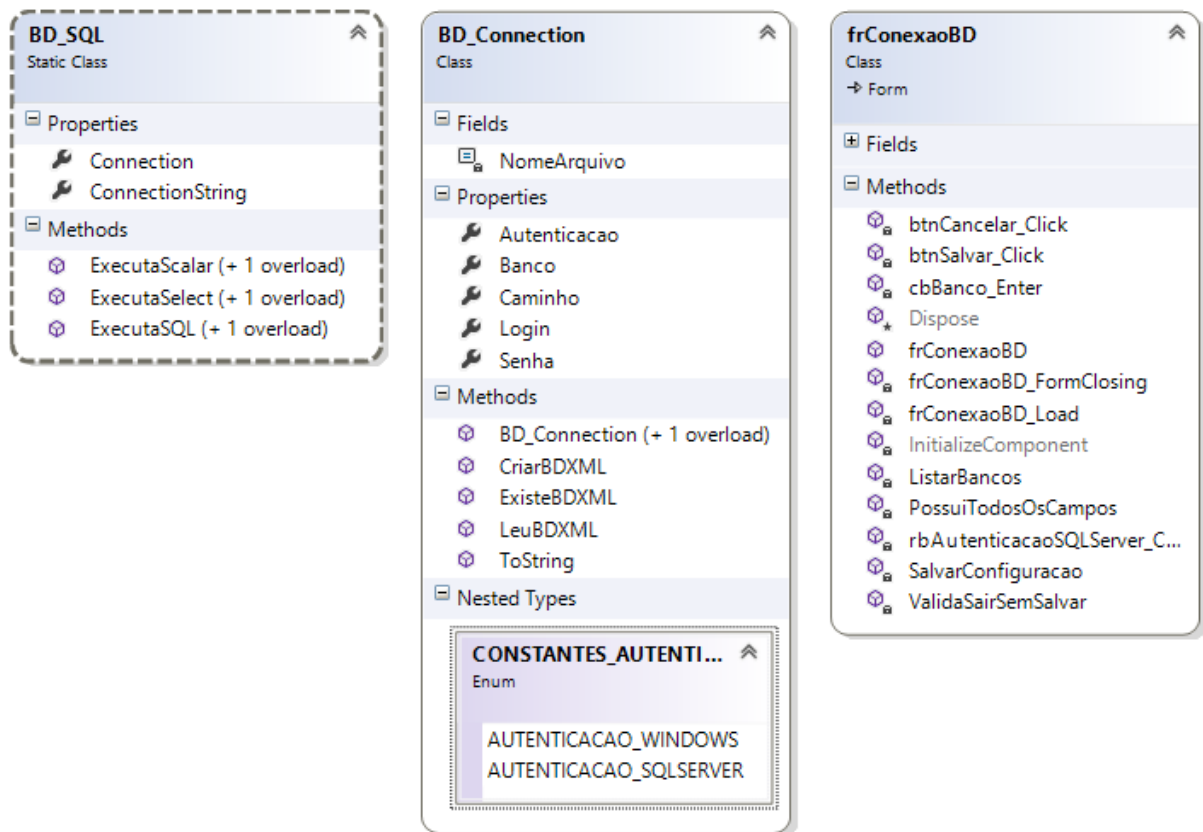 BD_SQL
Static Class
Properties
Connection
ConnectionString
Methods
ExecutaScalar (+ 1 overload)
ExecutaSelect (+ 1 overload)
ExecutaSQL (+ 1 overload)
BD_Connection
Class
Fields
NomeArquivo
Properties
Autenticacao
Banco
Caminho
Login
Senha
Methods
BD_Connection (+ 1 overload)
CriarBDXML
ExisteBDXML
LeuBDXML
ToString
Nested Types
CONSTANTES_AUTENTI...
Enum
AUTENTICACAO_WINDOWS
AUTENTICACAO_SQLSERVER
frConexaoBD
Class
Form
Fields
Methods
btnCancelar_Click
btnSalvar_Click
cbBanco_Enter
Dispose
frConexaoBD
frConexaoBD_FormClosing
frConexaoBD_Load
InitializeComponent
ListarBancos
PossuiTodosOsCampos
rbAutenticacaoSQLServer_C...
SalvarConfiguracao
ValidaSairSemSalvar